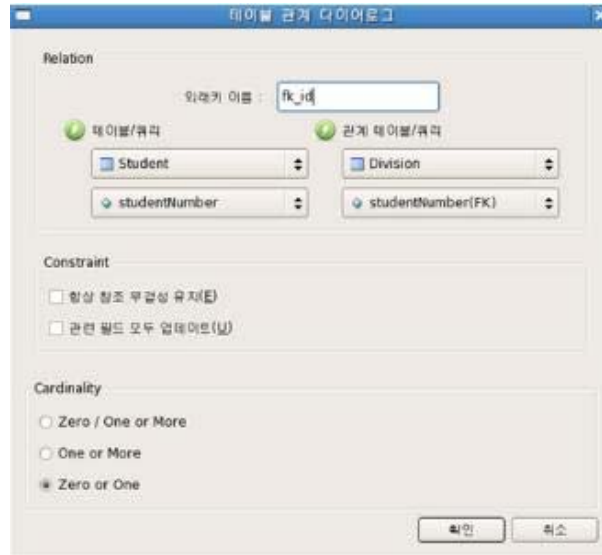 테이블 관계 다이어로그
Relation
외래키 이름 : fk_id
테이블/쿼리 관계 테이블/쿼리
Student Division
studentNumber studentNumber(FK)
Constraint
항상 참조 무결성 유지(E)
관련 필드 모두 업데이트(U)
Cardinality
Zero / One or More
One or More
Zero or One
확인 취소